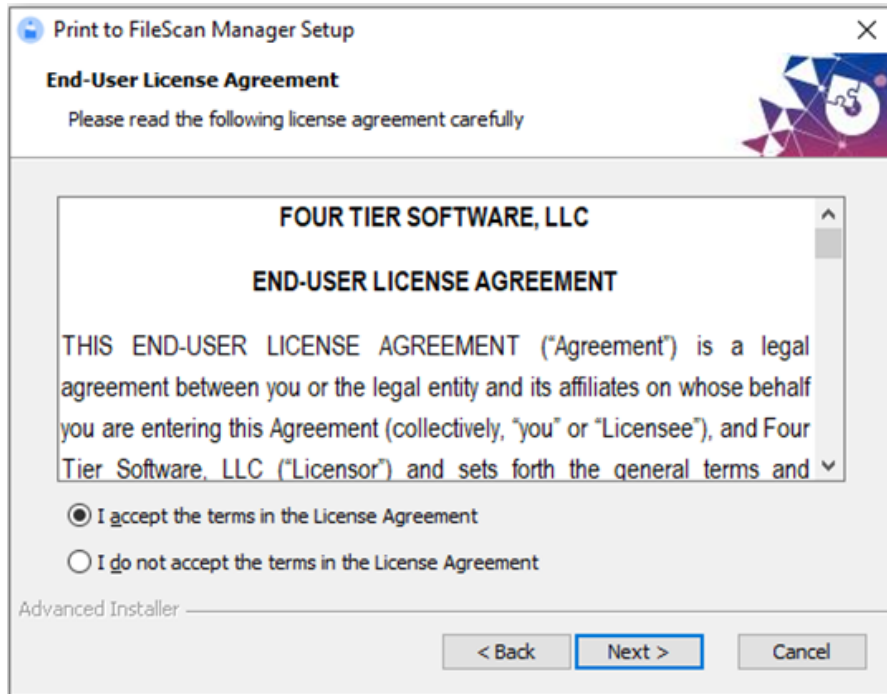 Print to FileScan Manager Setup
End-User License Agreement
Please read the following license agreement carefully
FOUR TIER SOFTWARE, LLC
END-USER LICENSE AGREEMENT
THIS END-USER LICENSE AGREEMENT (“Agreement”) is a legal
agreement between you or the legal entity and its affiliates on whose behalf
you are entering this Agreement (collectively, “you” or “Licensee”), and Four
Tier Software, LLC (“Licensor”) and sets forth the general terms and
I accept the terms in the License Agreement
I do not accept the terms in the License Agreement
Advanced Installer
< Back Next > Cancel